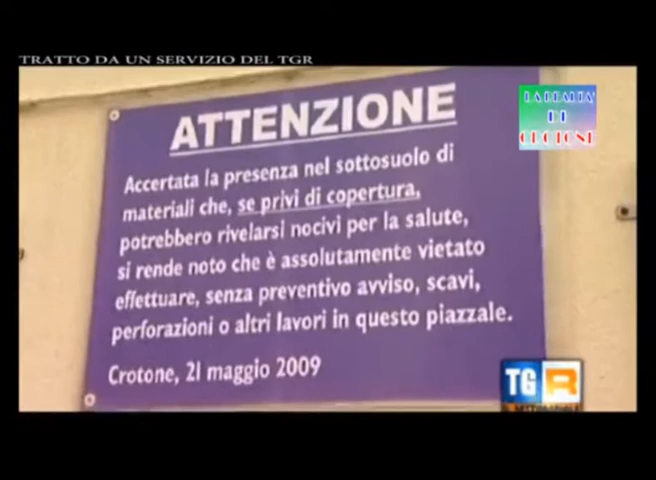 TRATTO DA UN SERVIZIO DEL TGR
ATTENZIONE
Accertata la presenza nel sottosuolo di
materiali che, se privi di copertura,
potrebbero rivelarsi nocivi per la salute,
si rende noto che è assolutamente vietato
effettuare, senza preventivo avviso, scavi,
perforazioni o altri lavori in questo piazzale.
Crotone, 21 maggio 2009
DI
TGR